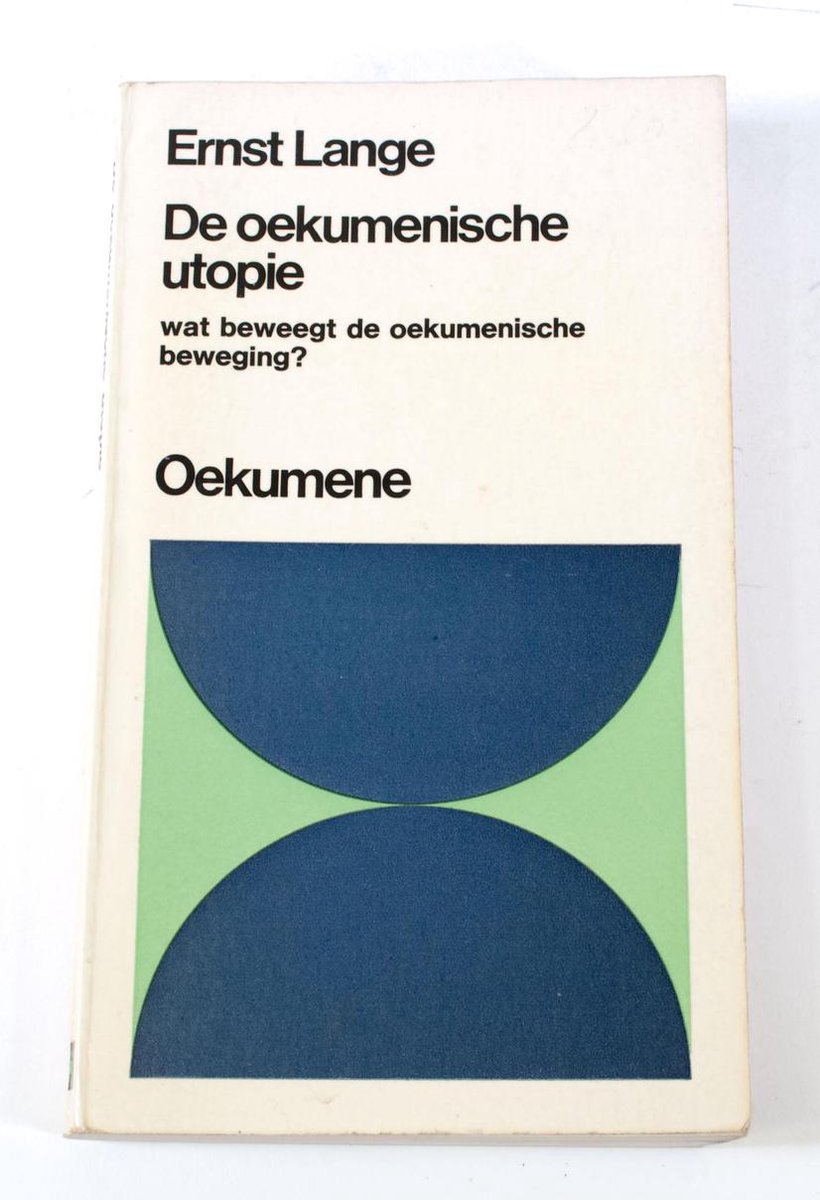 Ernst Lange
De oekumenische
utopie
wat beweegt de oekumenische
beweging?
Oekumene